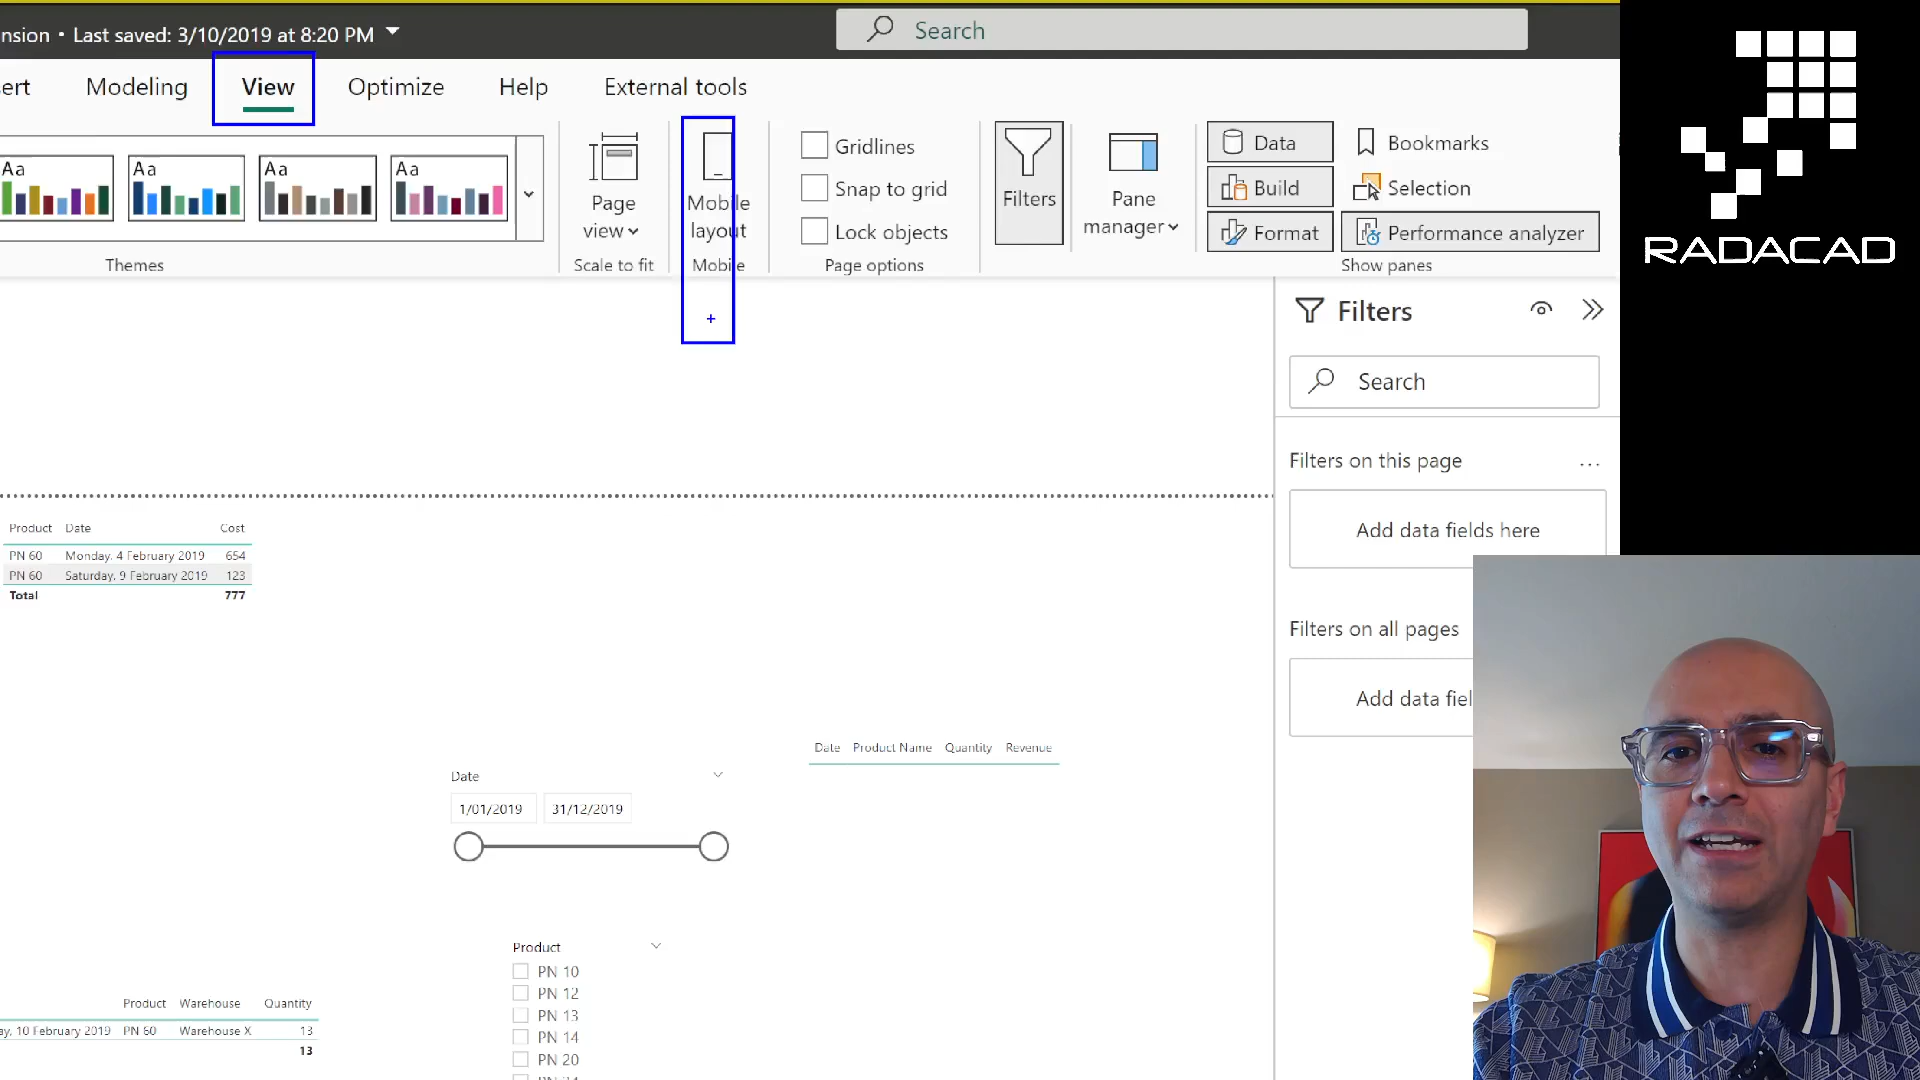 nsion • Last saved: 3/10/2019 at 8:20 PM
Search
ert Modeling View Optimize Help External tools
Aa Aa Aa Aa
Themes
Page view
Scale to fit
Mobile layout
Mobile
Gridlines
Snap to grid
Lock objects
Page options
Filters
Pane manager
Data
Build
Format
Bookmarks
Selection
Performance analyzer
Show panes
RADACAD
Filters
Search
Filters on this page ...
Add data fields here
Filters on all pages
Add data fiel
Product Date Cost
PN 60 Monday, 4 February 2019 654
PN 60 Saturday, 9 February 2019 123
Total 777
Date Product Name Quantity Revenue
Date
1/01/2019 31/12/2019
Product
PN 10
PN 12
PN 13
PN 14
PN 20
Product Warehouse Quantity
ay, 10 February 2019 PN 60 Warehouse X 13
13